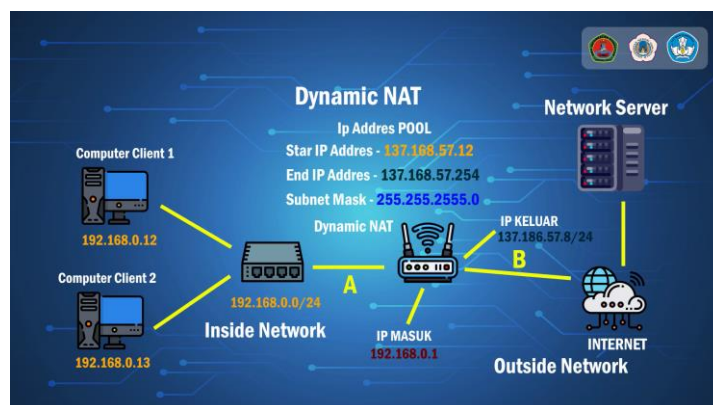 Dynamic NAT
Ip Addres POOL
Star IP Addres - 137.168.57.12
End IP Addres - 137.168.57.254
Subnet Mask - 255.255.2555.0
Dynamic NAT
Network Server
Computer Client 1
192.168.0.12
Computer Client 2
192.168.0.13
192.168.0.0/24
Inside Network
A
IP KELUAR
137.186.57.8/24
B
IP MASUK
192.168.0.1
INTERNET
Outside Network